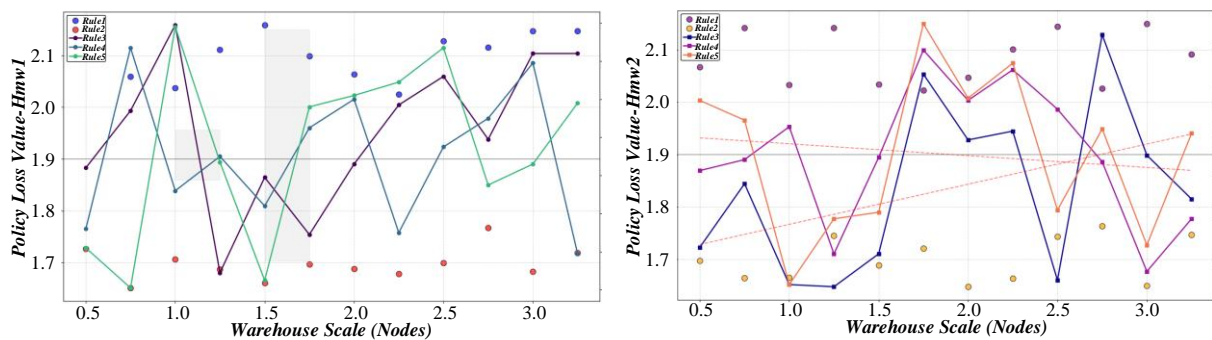 Policy Loss Value-Hmw1
Rule1
Rule2
Rule3
Rule4
Rule5
2.1
2.0
1.9
1.8
1.7
0.5 1.0 1.5 2.0 2.5 3.0
Warehouse Scale (Nodes)
Policy Loss Value-Hmw2
Rule1
Rule2
Rule3
Rule4
Rule5
2.1
2.0
1.9
1.8
1.7
0.5 1.0 1.5 2.0 2.5 3.0
Warehouse Scale (Nodes)